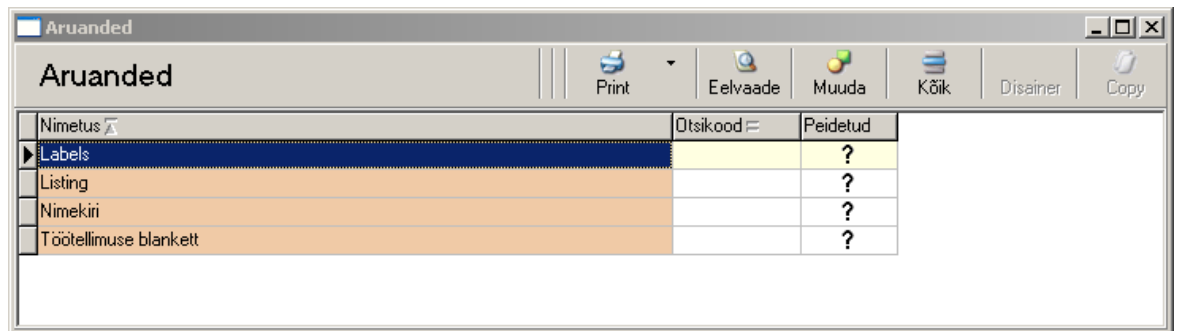 Aruanded
Aruanded
Print Eelvaade Muuda Kõik Disainer Copy
Nimetus Otsikood Peidetud
Labels ?
Listing ?
Nimekiri ?
Töötellimuse blankett ?